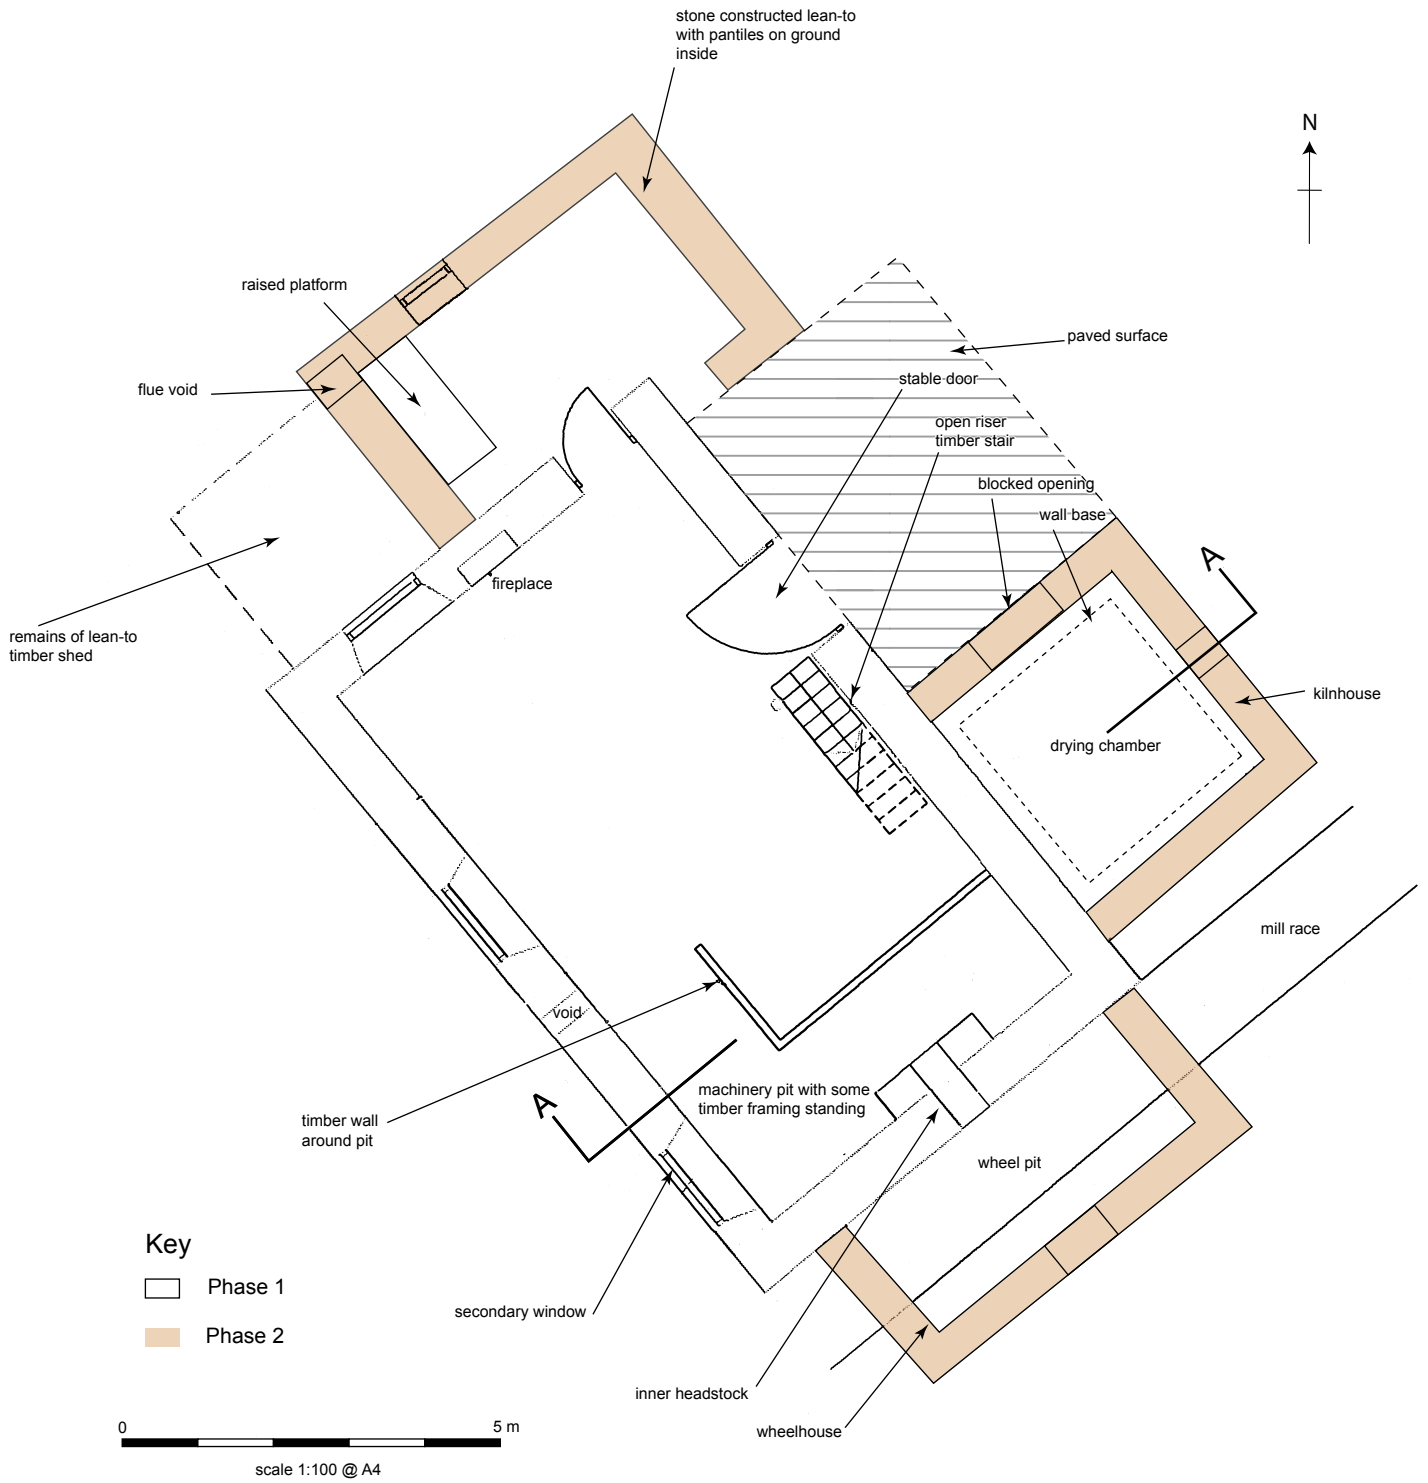 stone constructed lean-to
with pantiles on ground
inside
N
raised platform
paved surface
flue void
stable door
open riser
timber stair
blocked opening
wall base
A
fireplace
remains of lean-to
timber shed
kilnhouse
drying chamber
mill race
void
A
machinery pit with some
timber framing standing
timber wall
around pit
wheel pit
Key
Phase 1
secondary window
Phase 2
inner headstock
wheelhouse
0 5 m
scale 1:100 @ A4